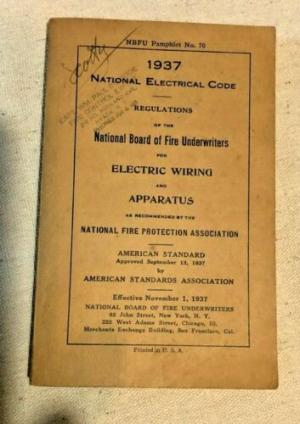 NBFU Pamphlet No. 70
1937
NATIONAL ELECTRICAL CODE
REGULATIONS
OF THE
National Board of Fire Underwriters
FOR
ELECTRIC WIRING
AND
APPARATUS
AS RECOMMENDED BY THE
NATIONAL FIRE PROTECTION ASSOCIATION
AMERICAN STANDARD
Approved September 13, 1937
by
AMERICAN STANDARDS ASSOCIATION
Effective November 1, 1937
NATIONAL BOARD OF FIRE UNDERWRITERS
85 John Street, New York, N. Y.
222 West Adams Street, Chicago, Ill.
Merchants Exchange Building, San Francisco, Cal.
Printed in U. S. A.